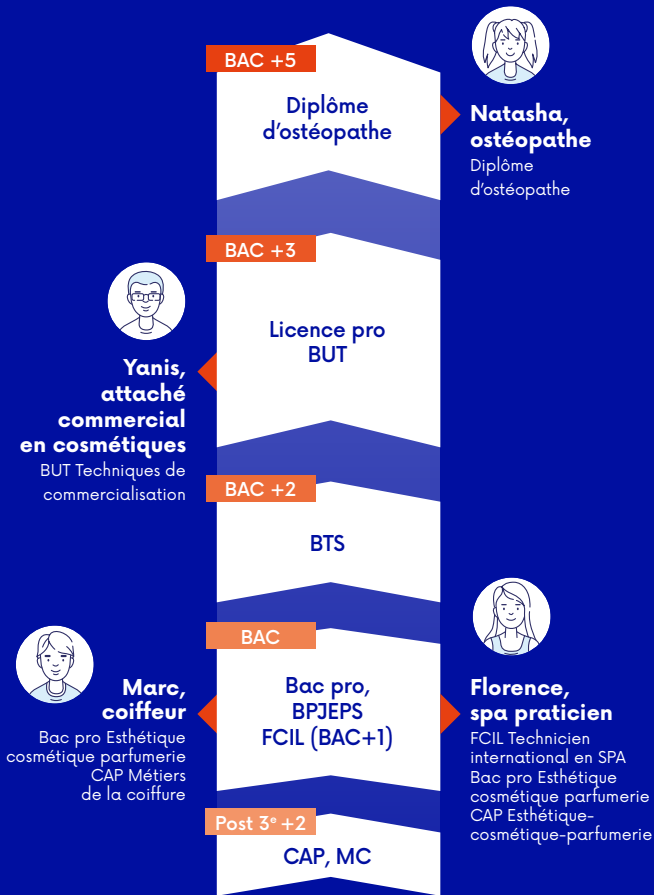 BAC +5
Diplôme
d'ostéopathe
Natasha,
ostéopathe
Diplôme
d'ostéopathe
BAC +3
Licence pro
BUT
Yanis,
attaché
commercial
en cosmétiques
BUT Techniques de
commercialisation
BAC +2
BTS
BAC
Bac pro,
BPJEPS
FCIL (BAC+1)
Marc,
coiffeur
Bac pro Esthétique
cosmétique parfumerie
CAP Métiers
de la coiffure
Florence,
spa praticien
FCIL Technicien
international en SPA
Bac pro Esthétique
cosmétique parfumerie
CAP Esthétique-
cosmétique-parfumerie
Post 3ᵉ +2
CAP, MC